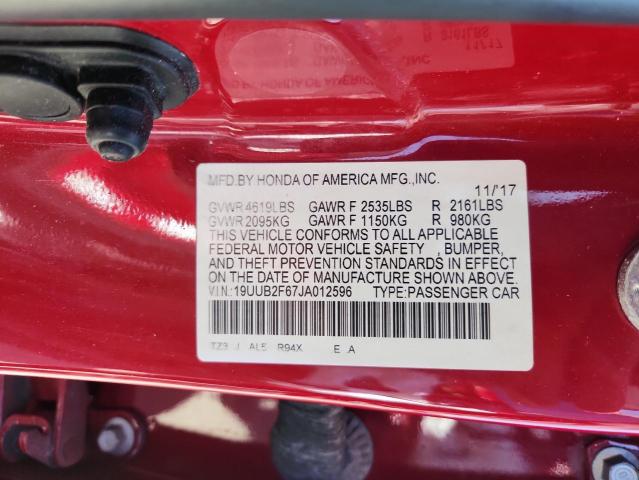 MFD.BY HONDA OF AMERICA MFG.,INC.
11/'17
GVWR 4619LBS GAWR F 2535LBS R 2161LBS
GVWR 2095KG GAWR F 1150KG R 980KG
THIS VEHICLE CONFORMS TO ALL APPLICABLE
FEDERAL MOTOR VEHICLE SAFETY , BUMPER,
AND THEFT PREVENTION STANDARDS IN EFFECT
ON THE DATE OF MANUFACTURE SHOWN ABOVE.
V.I.N.:19UUB2F67JA012596 TYPE:PASSENGER CAR
TZ3 J AL5 R94X E A